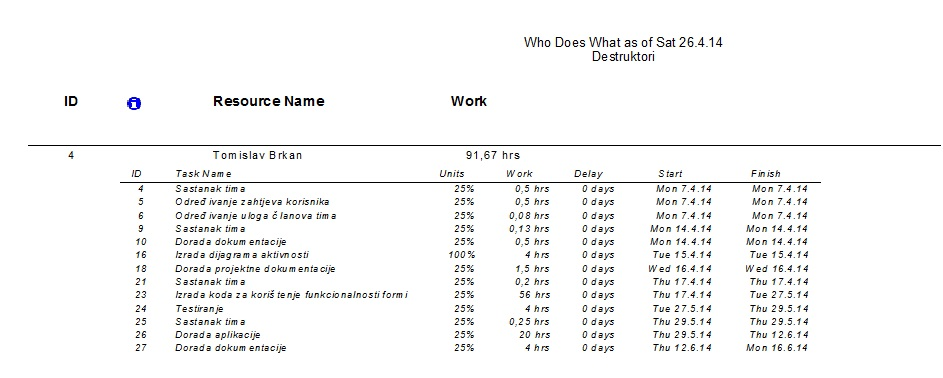 Who Does What as of Sat 26.4.14
Destruktori
ID Resource Name Work
4 Tomislav Brkan 91,67 hrs
ID Task Name Units Work Delay Start Finish
4 Sastanak tima 25% 0,5 hrs 0 days Mon 7.4.14 Mon 7.4.14
5 Određivanje zahtjeva korisnika 25% 0,5 hrs 0 days Mon 7.4.14 Mon 7.4.14
6 Određivanje uloga članova tima 25% 0,08 hrs 0 days Mon 7.4.14 Mon 7.4.14
9 Sastanak tima 25% 0,13 hrs 0 days Mon 14.4.14 Mon 14.4.14
10 Dorada dokumentacije 25% 0,5 hrs 0 days Mon 14.4.14 Mon 14.4.14
16 Izrada dijagrama aktivnosti 100% 4 hrs 0 days Tue 15.4.14 Tue 15.4.14
18 Dorada projektne dokumentacije 25% 1,5 hrs 0 days Wed 16.4.14 Wed 16.4.14
21 Sastanak tima 25% 0,2 hrs 0 days Thu 17.4.14 Thu 17.4.14
23 Izrada koda za korištenje funkcionalnosti formi 25% 56 hrs 0 days Thu 17.4.14 Tue 27.5.14
24 Testiranje 25% 4 hrs 0 days Tue 27.5.14 Thu 29.5.14
25 Sastanak tima 25% 0,25 hrs 0 days Thu 29.5.14 Thu 29.5.14
26 Dorada aplikacije 25% 20 hrs 0 days Thu 29.5.14 Thu 12.6.14
27 Dorada dokumentacije 25% 4 hrs 0 days Thu 12.6.14 Mon 16.6.14